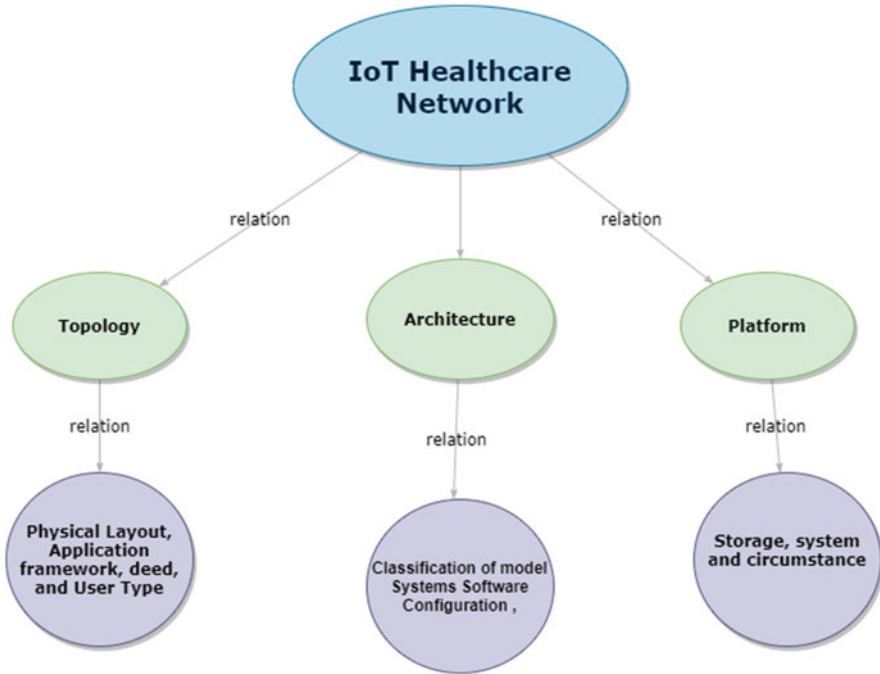 IoT Healthcare
Network
relation
relation
Topology
Architecture
Platform
relation
relation
relation
Physical Layout,
Application
framework, deed,
and User Type
Classification of model
Systems Software
Configuration ,
Storage, system
and circumstance